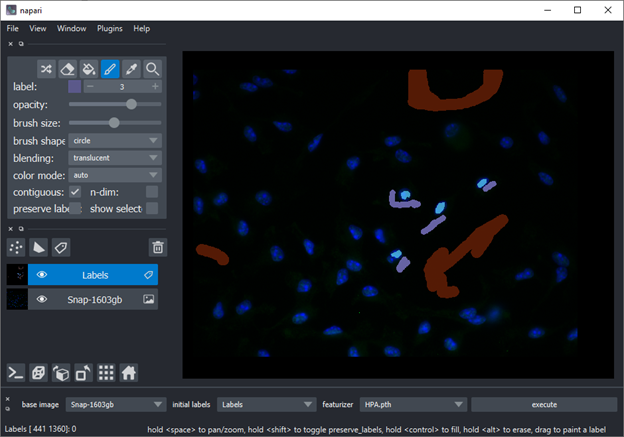 napari
File View Window Plugins Help
label: 3
opacity:
brush size:
brush shape circle
blending: translucent
color mode: auto
contiguous: n-dim:
preserve labe show select
Labels
Snap-1603gb
base image Snap-1603gb initial labels Labels featurizer HPA.pth execute
Labels [ 441 1360]: 0 hold <space> to pan/zoom, hold <shift> to toggle preserve_labels, hold <control> to fill, hold <alt> to erase, drag to paint a label